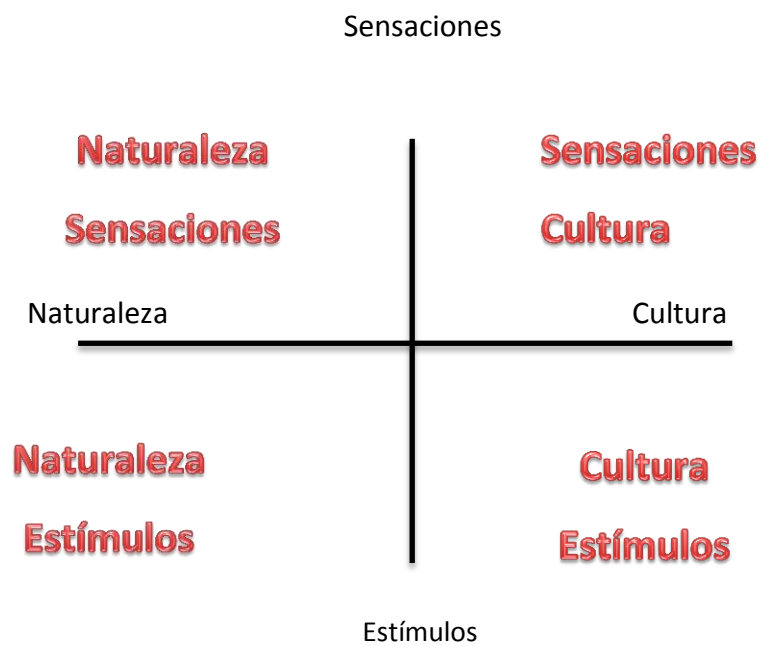 Sensaciones
Naturaleza
Sensaciones
Sensaciones
Cultura
Naturaleza
Cultura
Naturaleza
Estímulos
Cultura
Estímulos
Estímulos